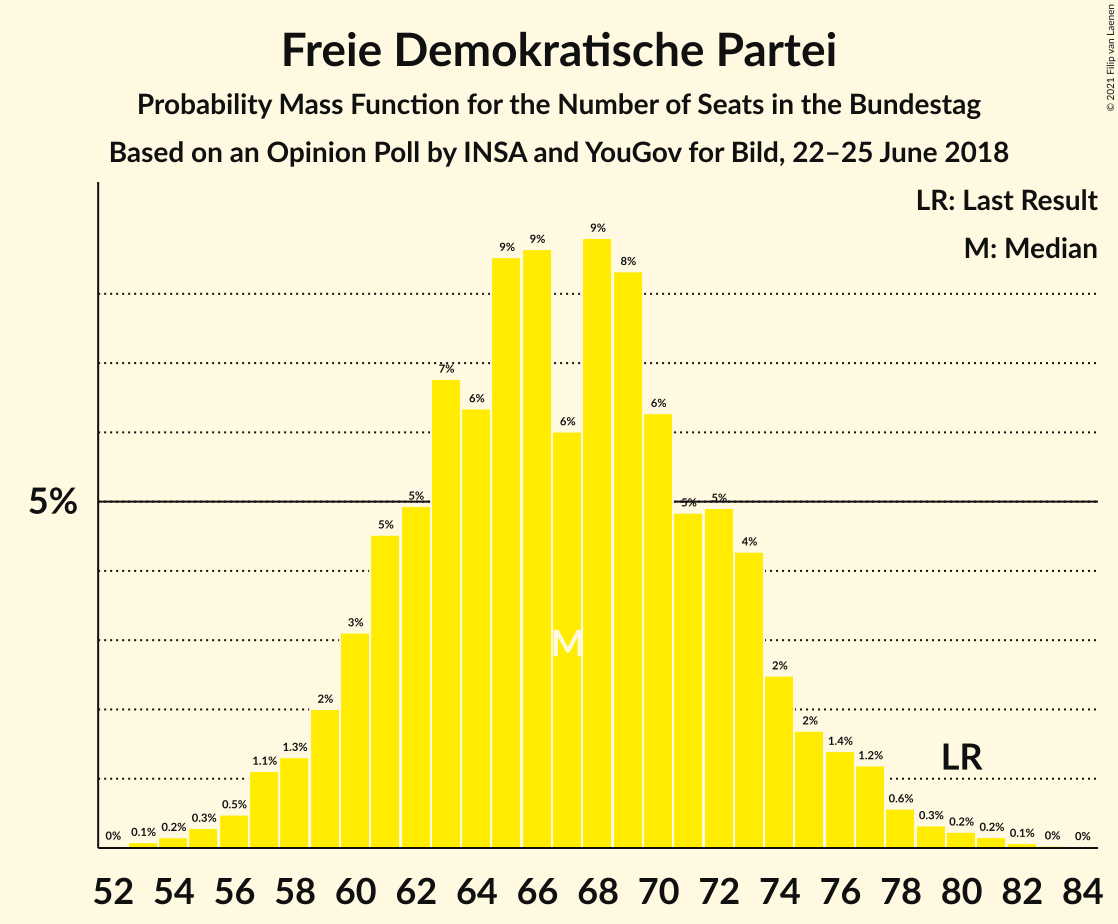 Freie Demokratische Partei
Probability Mass Function for the Number of Seats in the Bundestag
Based on an Opinion Poll by INSA and YouGov for Bild, 22–25 June 2018
© 2021 Filip van Laenen
LR: Last Result
M: Median
5%
0% 0.1% 0.2% 0.3% 0.5% 1.1% 1.3% 2% 3% 5% 5% 7% 6% 9% 9% 6% 9% 8% 6% 5% 5% 4% 2% 2% 1.4% 1.2% 0.6% 0.3% 0.2% 0.2% 0.1% 0% 0%
M
LR
52 54 56 58 60 62 64 66 68 70 72 74 76 78 80 82 84